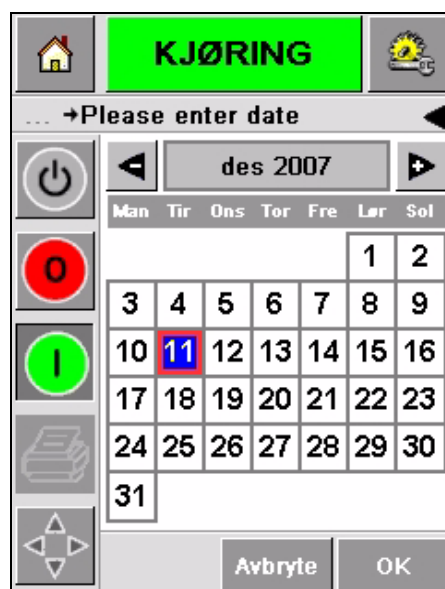 KJØRING
... →Please enter date
des 2007
Man Tir Ons Tor Fre Lør Sol
1 2
O
3 4 5 6 7 8 9
I
10 11 12 13 14 15 16
17 18 19 20 21 22 23
24 25 26 27 28 29 30
31
Avbryte OK